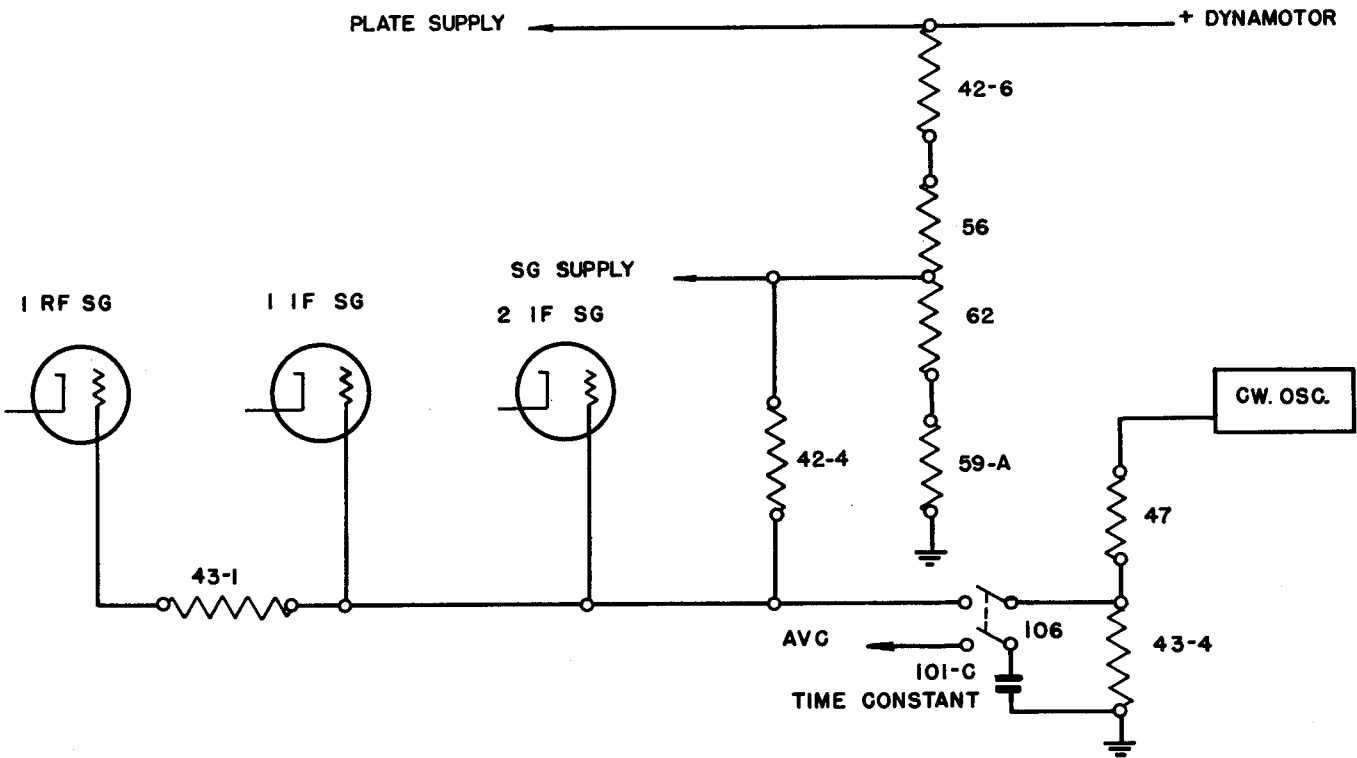 PLATE SUPPLY
+ DYNAMOTOR
42-6
56
SG SUPPLY
1 RF SG
1 IF SG
2 IF SG
62
CW. OSC.
42-4
59-A
47
43-1
AVC
106
43-4
101-C
TIME CONSTANT